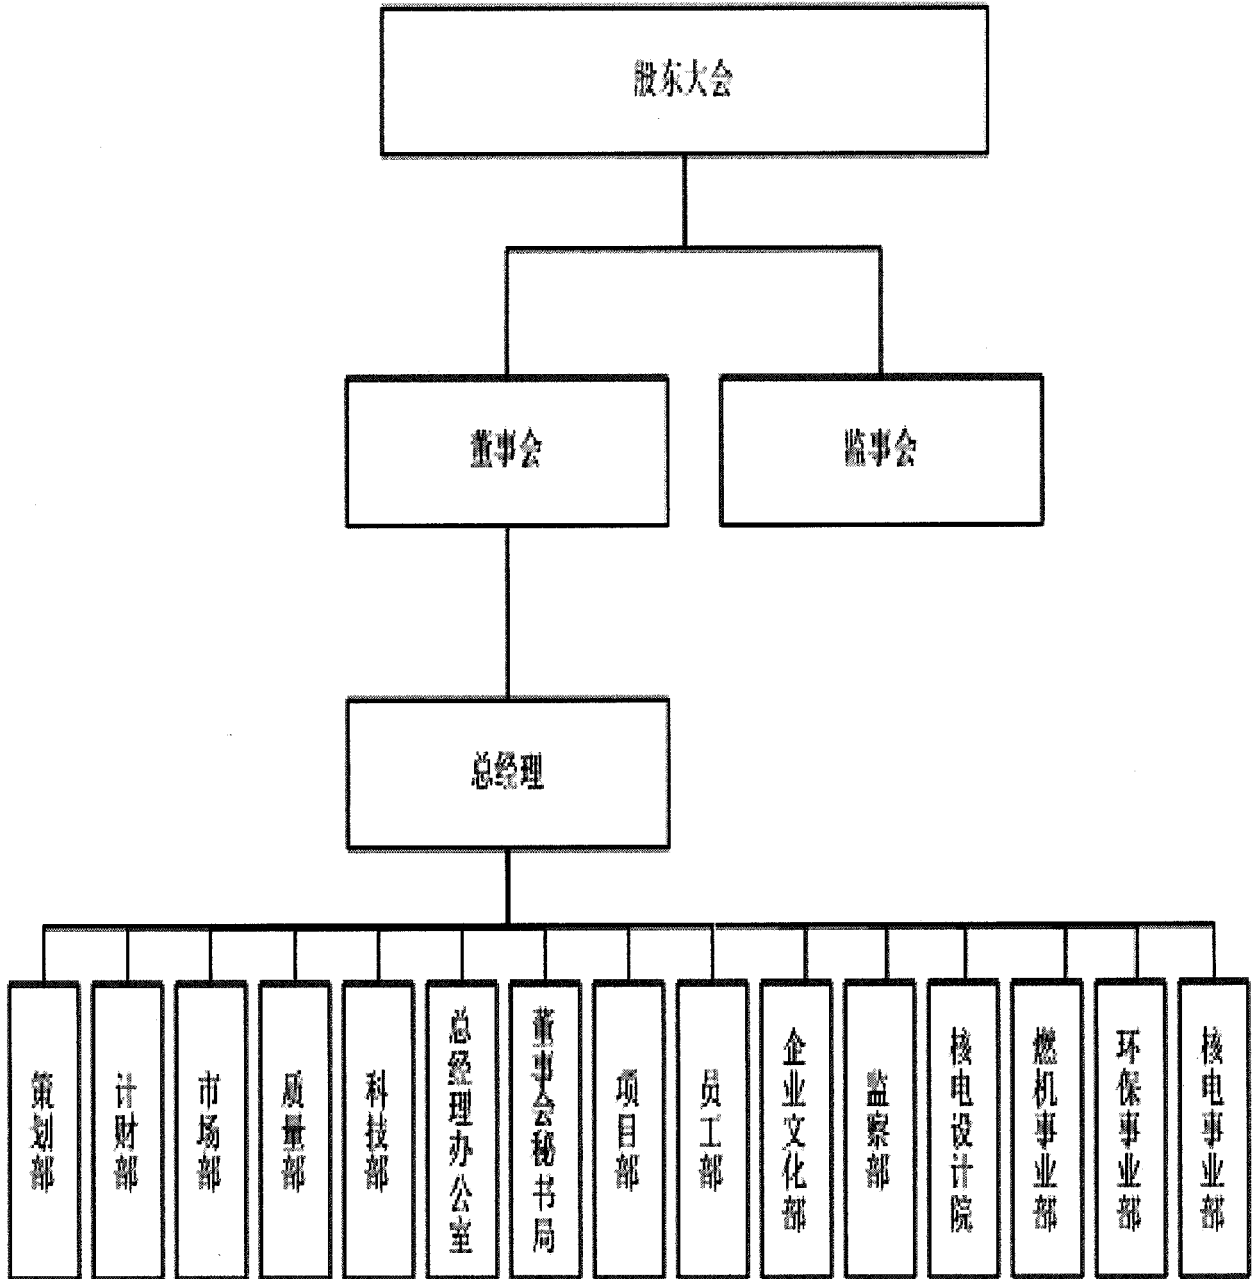 股东大会
董事会
监事会
总经理
策划部
计财部
市场部
质量部
科技部
总经理办公室
董事会秘书局
项目部
员工部
企业文化部
监察部
核电设计院
燃机事业部
环保事业部
核电事业部